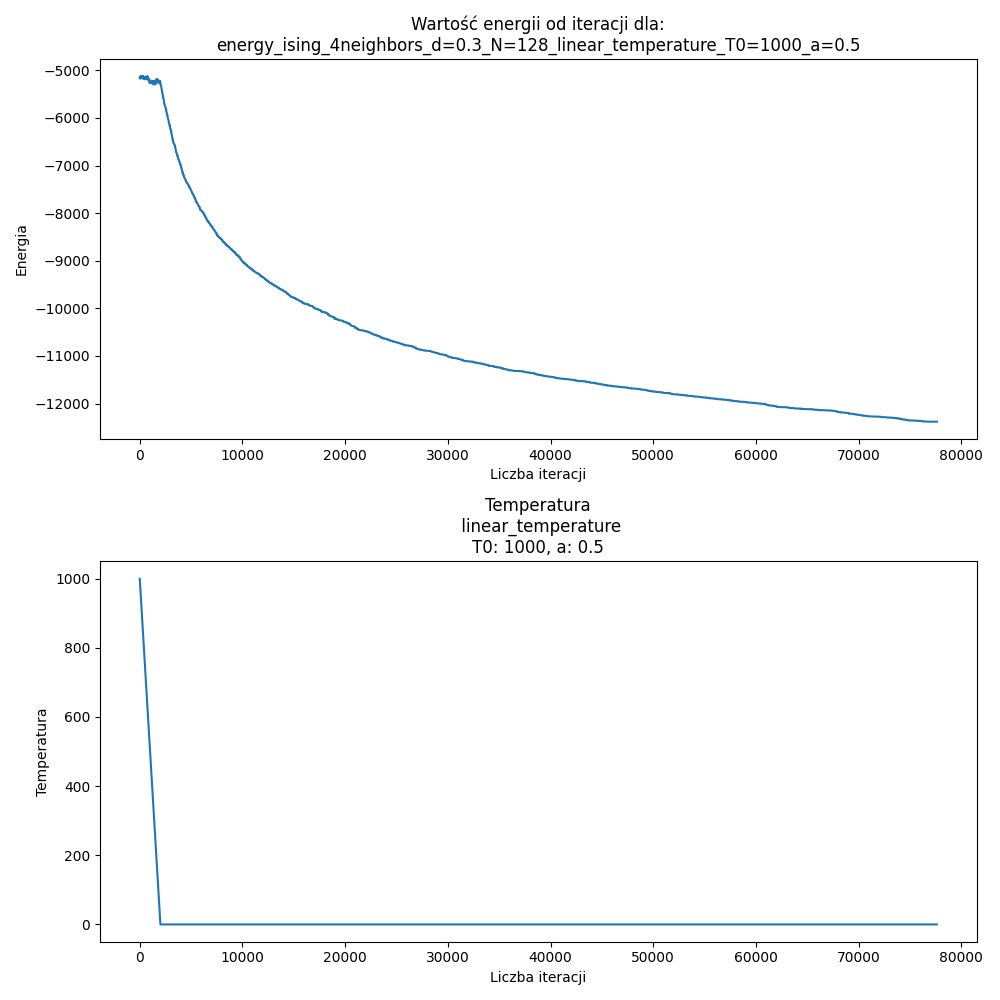 Wartość energii od iteracji dla:
energy_ising_4neighbors_d=0.3_N=128_linear_temperature_T0=1000_a=0.5
−5000
−6000
−7000
−8000
−9000
−10000
−11000
−12000
Energia
0 10000 20000 30000 40000 50000 60000 70000 80000
Liczba iteracji
Temperatura
linear_temperature
T0: 1000, a: 0.5
1000
800
600
400
200
0
Temperatura
0 10000 20000 30000 40000 50000 60000 70000 80000
Liczba iteracji